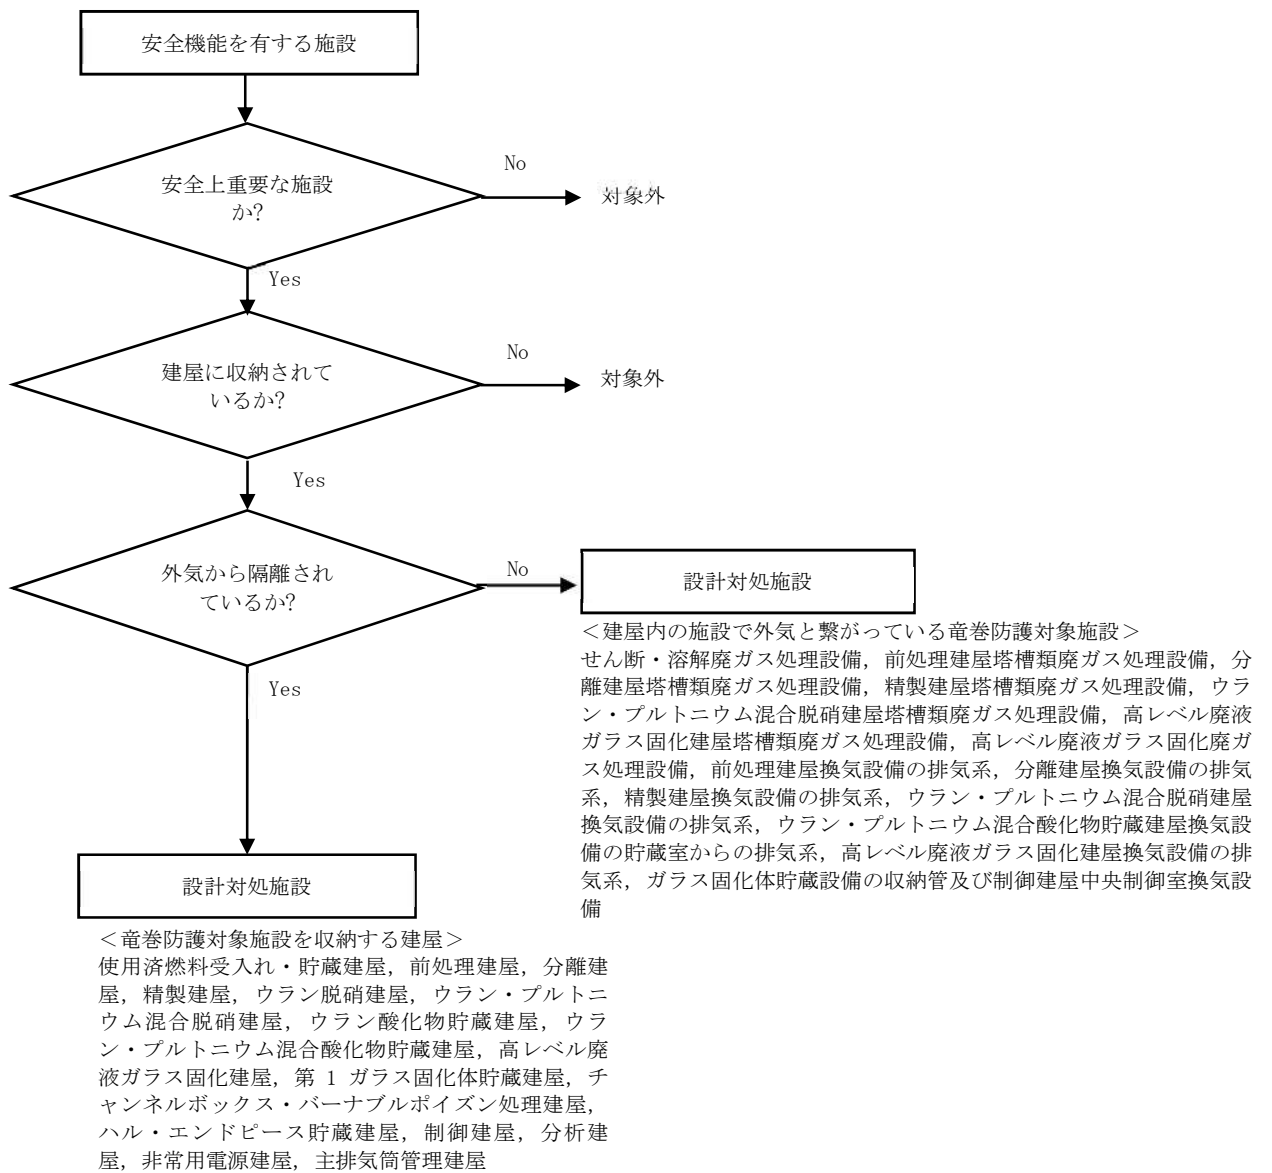 安全機能を有する施設
安全上重要な施設
か?
No
対象外
Yes
建屋に収納されて
いるか?
No
対象外
Yes
外気から隔離され
ているか?
No
設計対処施設
＜建屋内の施設で外気と繋がっている竜巻防護対象施設＞
せん断・溶解廃ガス処理設備，前処理建屋塔槽類廃ガス処理設備，分
離建屋塔槽類廃ガス処理設備，精製建屋塔槽類廃ガス処理設備，ウラ
ン・プルトニウム混合脱硝建屋塔槽類廃ガス処理設備，高レベル廃液
ガラス固化建屋塔槽類廃ガス処理設備，高レベル廃液ガラス固化廃ガ
ス処理設備，前処理建屋換気設備の排気系，分離建屋換気設備の排気
系，精製建屋換気設備の排気系，ウラン・プルトニウム混合脱硝建屋
換気設備の排気系，ウラン・プルトニウム混合酸化物貯蔵建屋換気設
備の貯蔵室からの排気系，高レベル廃液ガラス固化建屋換気設備の排
気系，ガラス固化体貯蔵設備の収納管及び制御建屋中央制御室換気設
備
Yes
設計対処施設
＜竜巻防護対象施設を収納する建屋＞
使用済燃料受入れ・貯蔵建屋，前処理建屋，分離建
屋，精製建屋，ウラン脱硝建屋，ウラン・プルトニ
ウム混合脱硝建屋，ウラン酸化物貯蔵建屋，ウラ
ン・プルトニウム混合酸化物貯蔵建屋，高レベル廃
液ガラス固化建屋，第 1 ガラス固化体貯蔵建屋，チ
ャンネルボックス・バーナブルポイズン処理建屋，
ハル・エンドピース貯蔵建屋，制御建屋，分析建
屋，非常用電源建屋，主排気筒管理建屋